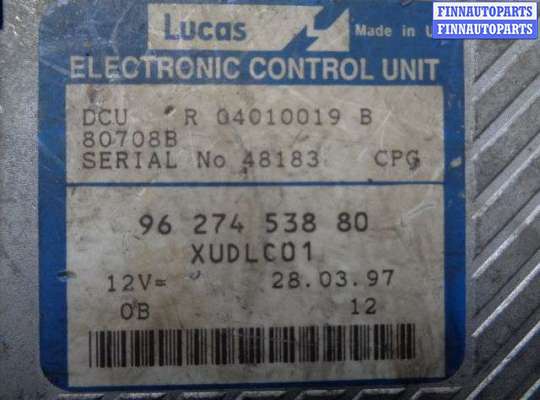 FINNAUTOPARTS
FINNAUTOPARTS
Lucas
Made in
ELECTRONIC CONTROL UNIT
DCU R 04010019 B
80708B
SERIAL No 48183 CPG
96 274 538 80
XUDLC01
12V= 28.03.97
OB 12